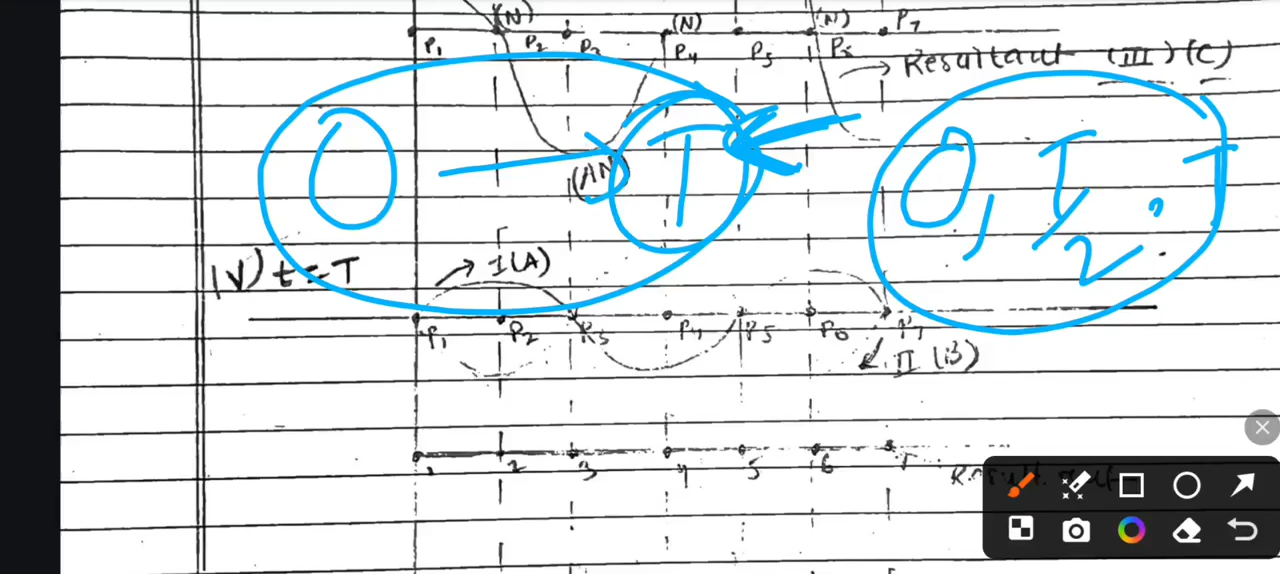 (N) (N) (N) P₇
P₁ P₂ P₃ P₄ P₅ P₆
→ Resultant (III) (C)
0 T 0, T/2, T
(AN)
IV) t = T → I (A)
P₁ P₂ P₃ P₄ P₅ P₆ P₇
II (B)
1 2 3 4 5 6